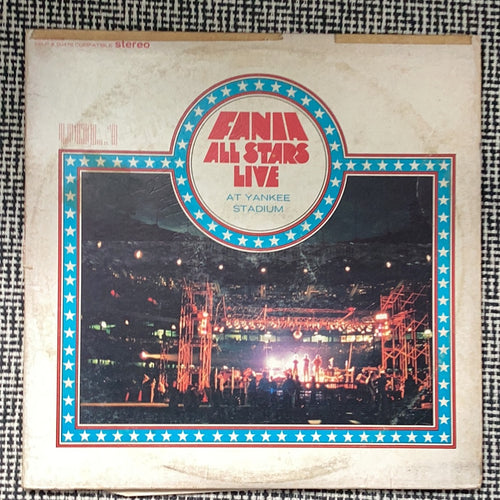 stereo
VOL.1
FANIA
ALL STARS
LIVE
AT YANKEE
STADIUM